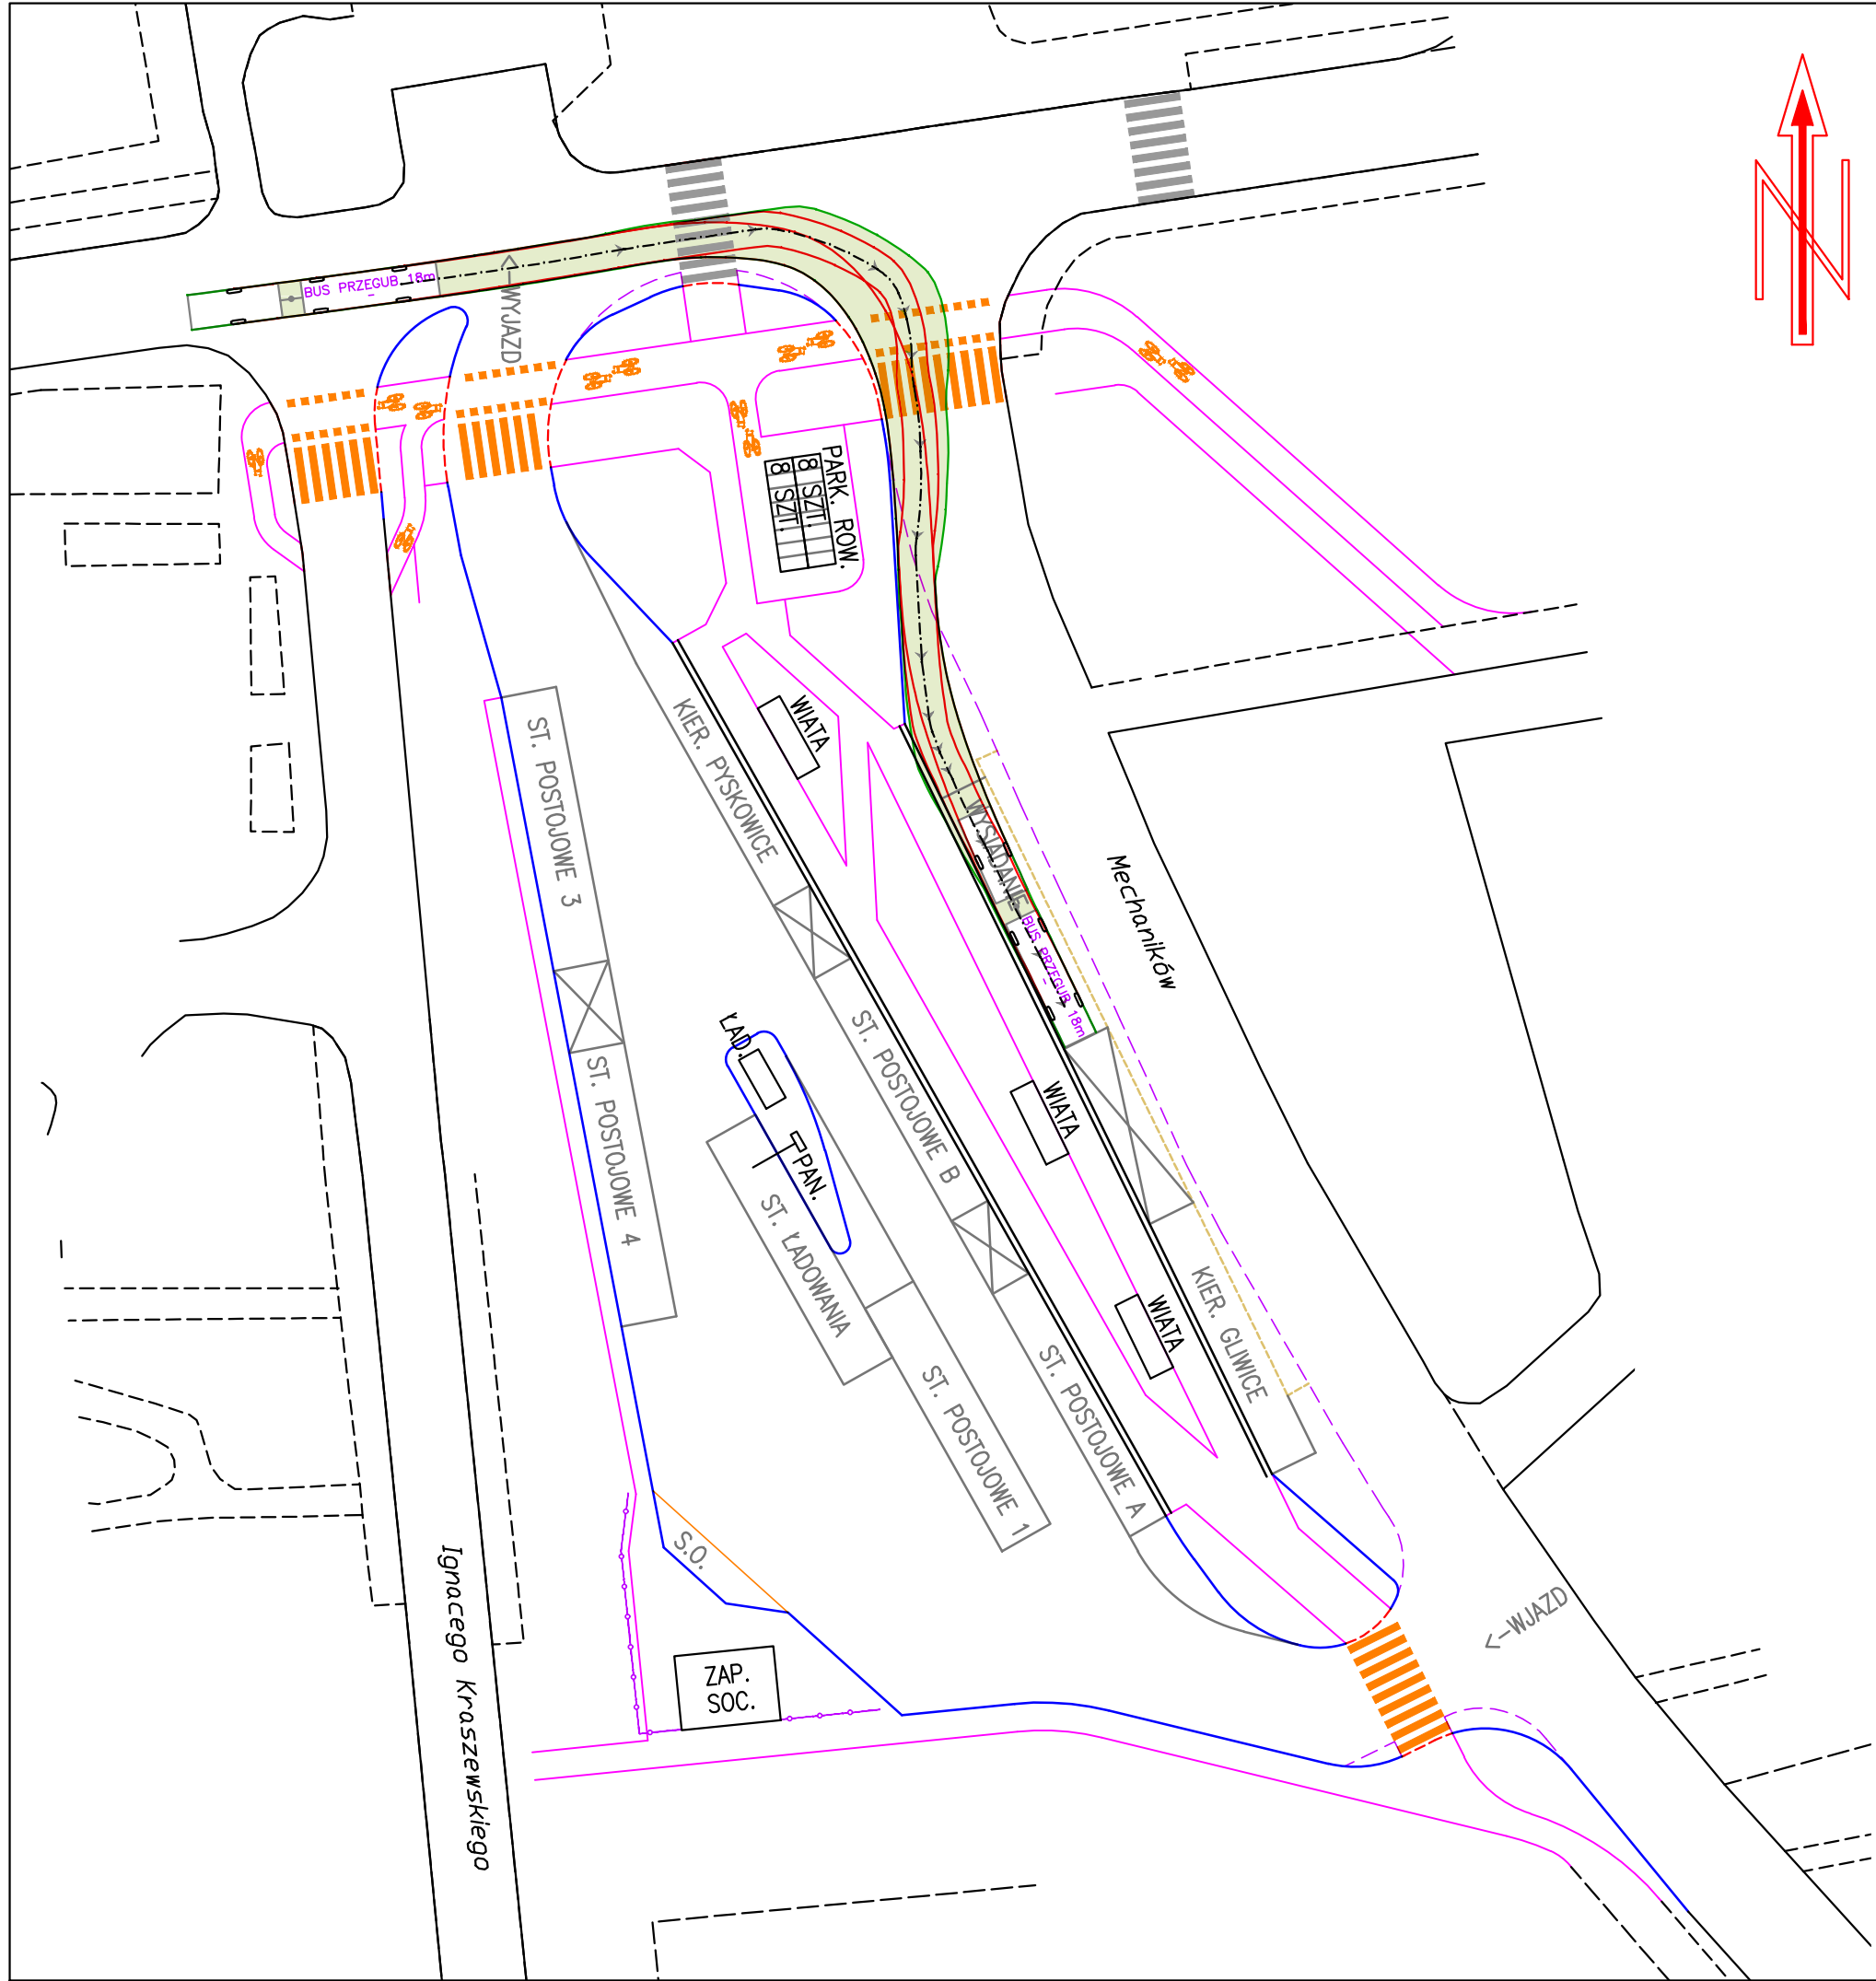 N
BUS PRZEGUB. 18m
<-WYJAZD
PARK. ROW.
8 SZT.
8 SZT.
WIATA
KIER. PYSKOWICE
ST. POSTOJOWE 3
WYSIADANIE
BUS PRZEGUB. 18m
Mechaników
ŁAD.
PAN.
ST. POSTOJOWE B
WIATA
ST. POSTOJOWE 4
ST. ŁADOWANIA
WIATA
KIER. GLIWICE
ST. POSTOJOWE 1
ST. POSTOJOWE A
S.O.
Ignacego Kraszewskiego
<-WJAZD
ZAP.
SOC.